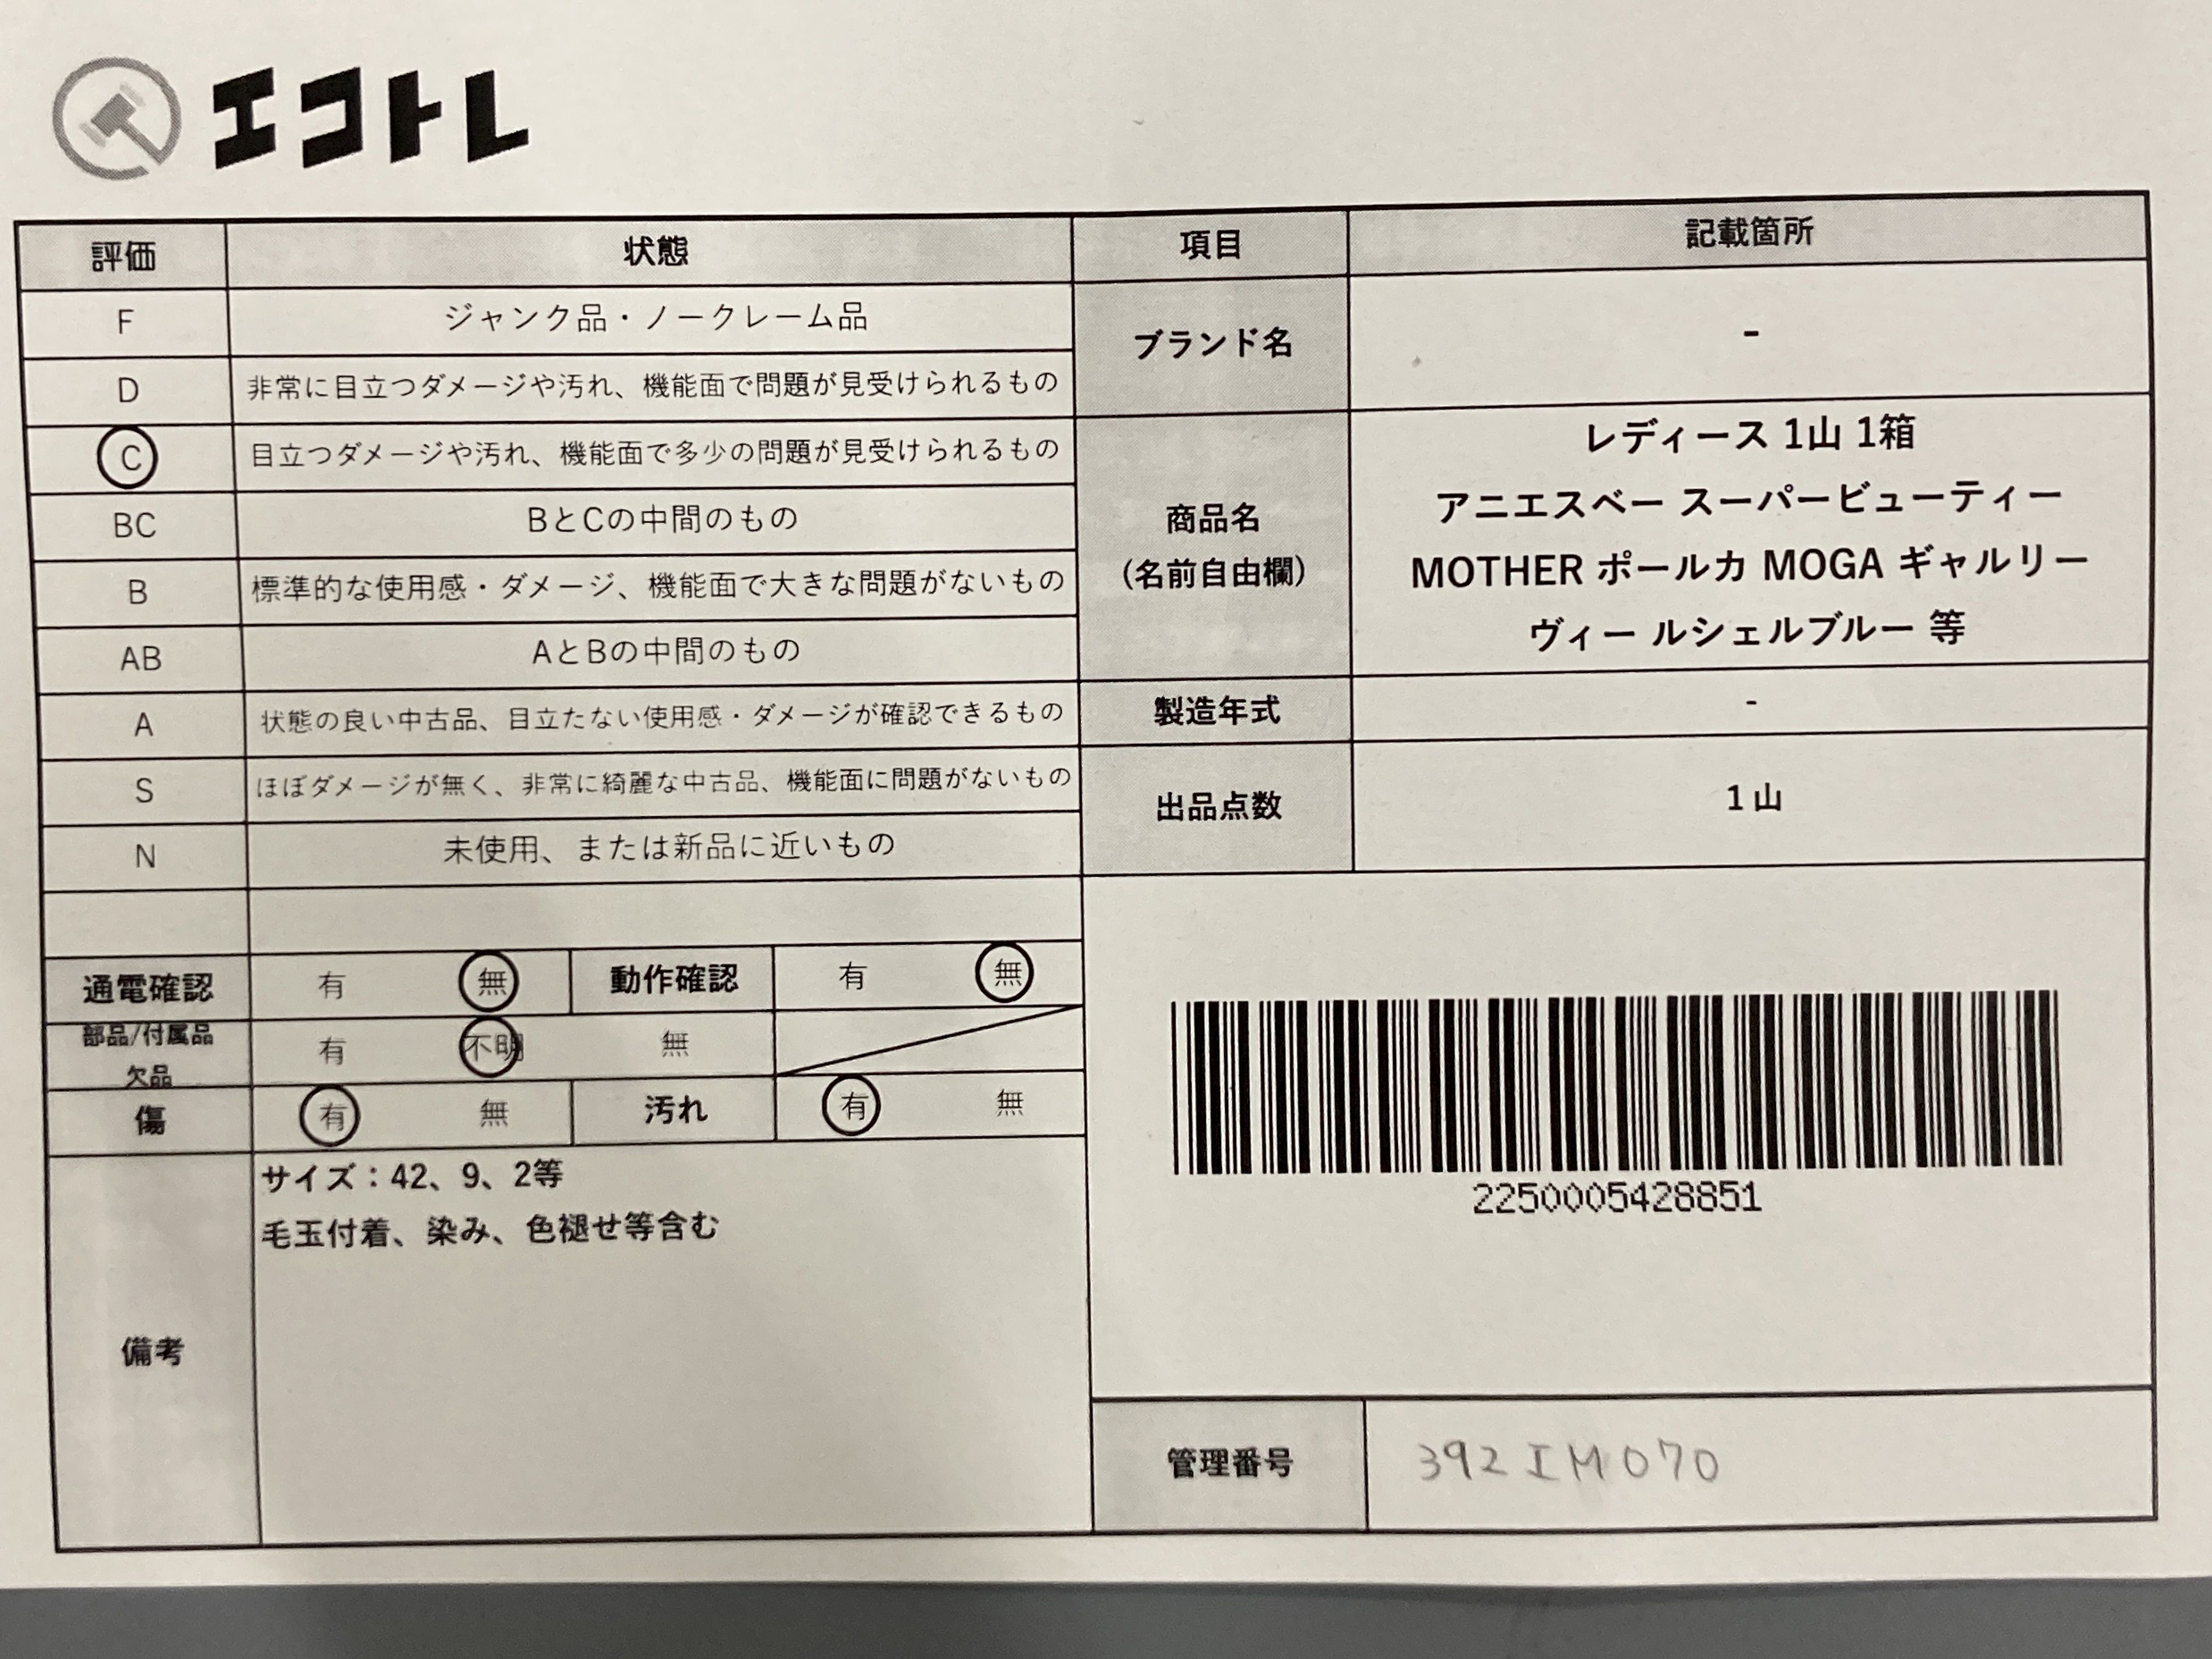 エコトレ
評価 状態 項目 記載箇所
F ジャンク品・ノークレーム品
D 非常に目立つダメージや汚れ、機能面で問題が見受けられるもの
C 目立つダメージや汚れ、機能面で多少の問題が見受けられるもの
BC BとCの中間のもの
B 標準的な使用感・ダメージ、機能面で大きな問題がないもの
AB AとBの中間のもの
A 状態の良い中古品、目立たない使用感・ダメージが確認できるもの
S ほぼダメージが無く、非常に綺麗な中古品、機能面に問題がないもの
N 未使用、または新品に近いもの
ブランド名 -
商品名
(名前自由欄)
レディース 1山 1箱
アニエスベー スーパービューティー
MOTHER ポールカ MOGA ギャルリー
ヴィー ルシェルブルー 等
製造年式 -
出品点数 1山
通電確認 有 無 動作確認 有 無
部品/付属品
欠品
有 不明 無
傷 有 無 汚れ 有 無
備考
サイズ：42、9、2等
毛玉付着、染み、色褪せ等含む
2250005428851
管理番号 392IM070